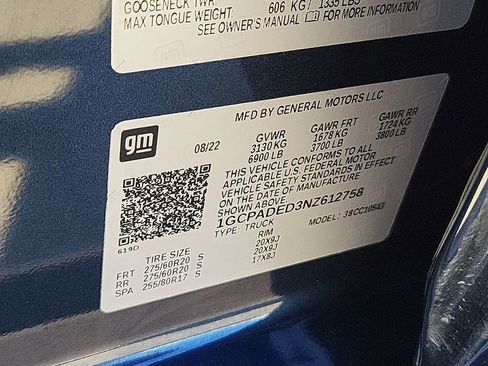 GOOSENECK TWR 606 KG / 1335 LBS
MAX TONGUE WEIGHT:
SEE OWNER'S MANUAL FOR MORE INFORMATION
MFD BY GENERAL MOTORS LLC
gm
08/22
GVWR GAWR FRT GAWR RR
3130 KG 1678 KG 1724 KG
6900 LB 3700 LB 3800 LB
THIS VEHICLE CONFORMS TO ALL
APPLICABLE U.S. FEDERAL MOTOR
VEHICLE SAFETY STANDARDS IN EFFECT
ON THE DATE OF MANUFACTURE
SHOWN ABOVE
1GCPADED3NZ612758
TYPE: TRUCK MODEL: 38CC10543
619D
TIRE SIZE RIM
FRT 275/60R20 S 20X9J
RR 275/60R20 S 20X9J
SPA 255/80R17 S 17X8J